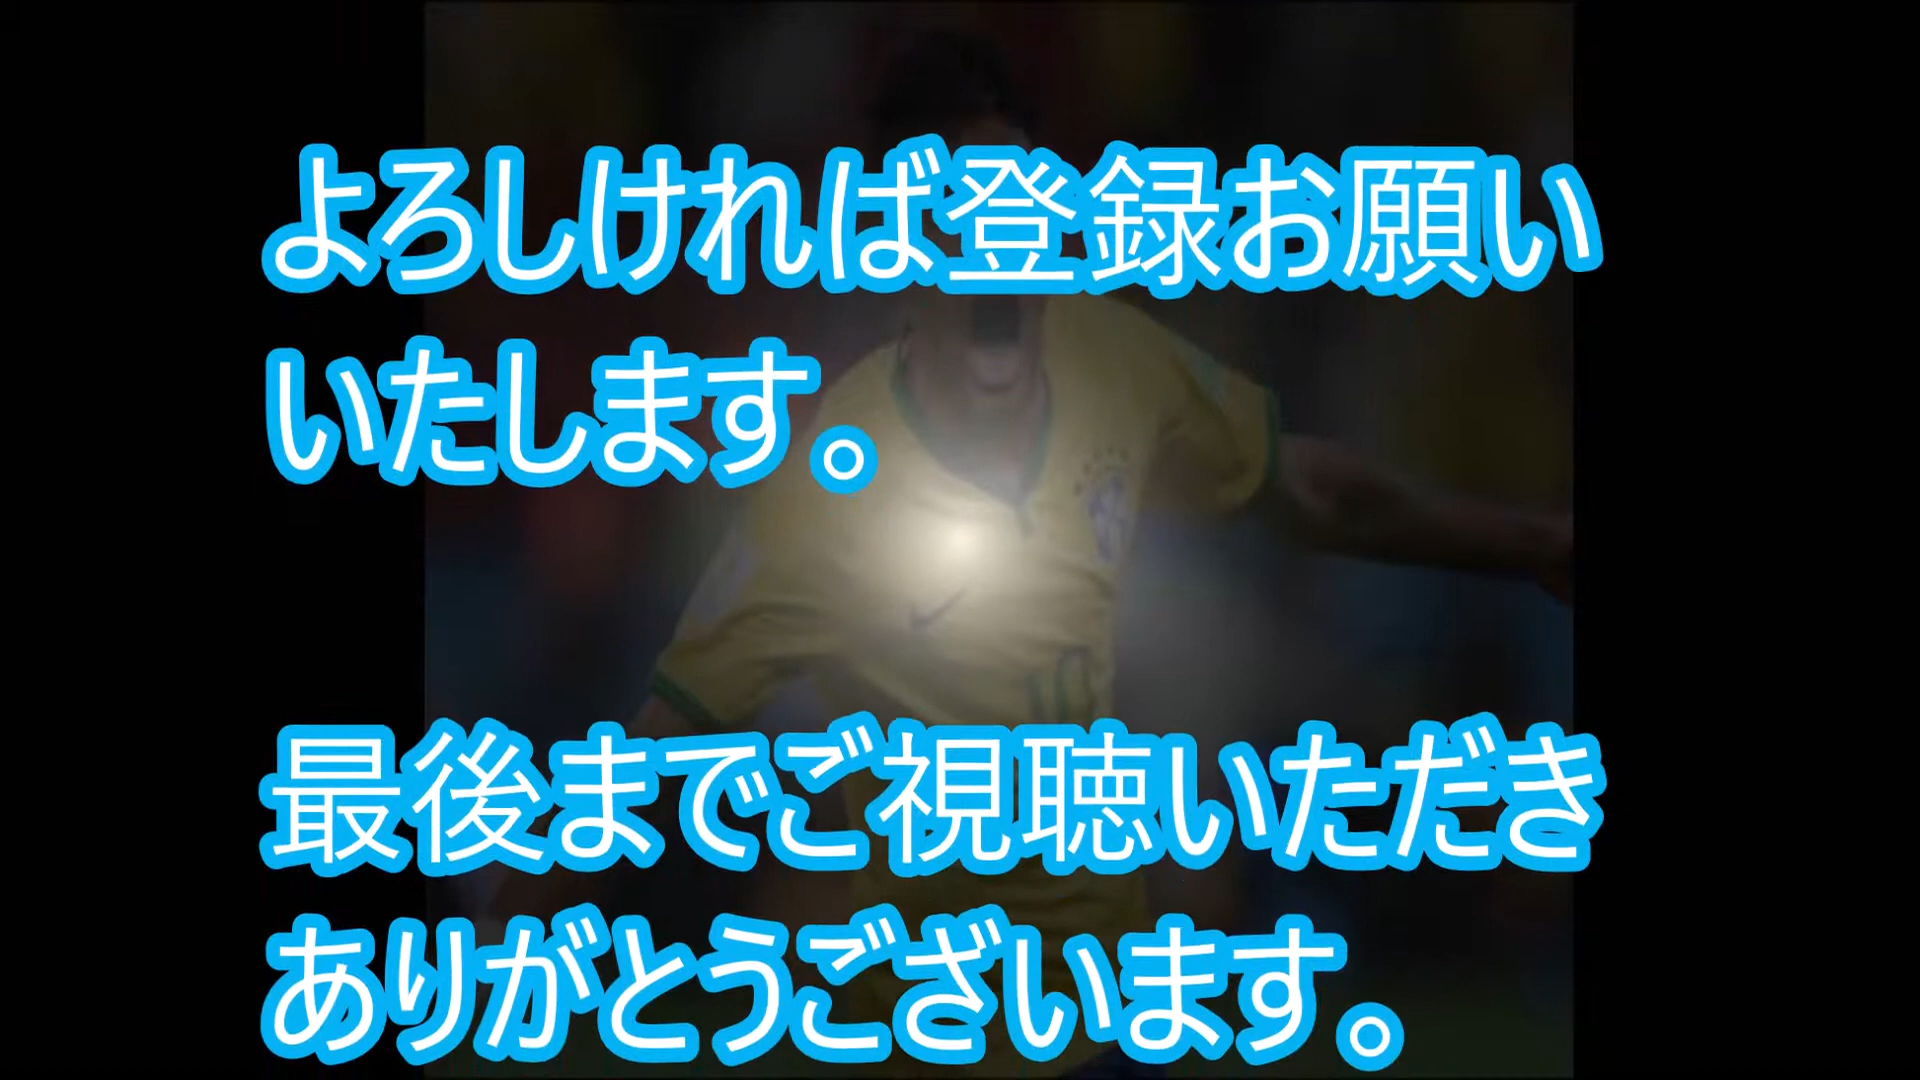 よろしければ登録お願い
いたします。
最後までご視聴いただき
ありがとうございます。
10